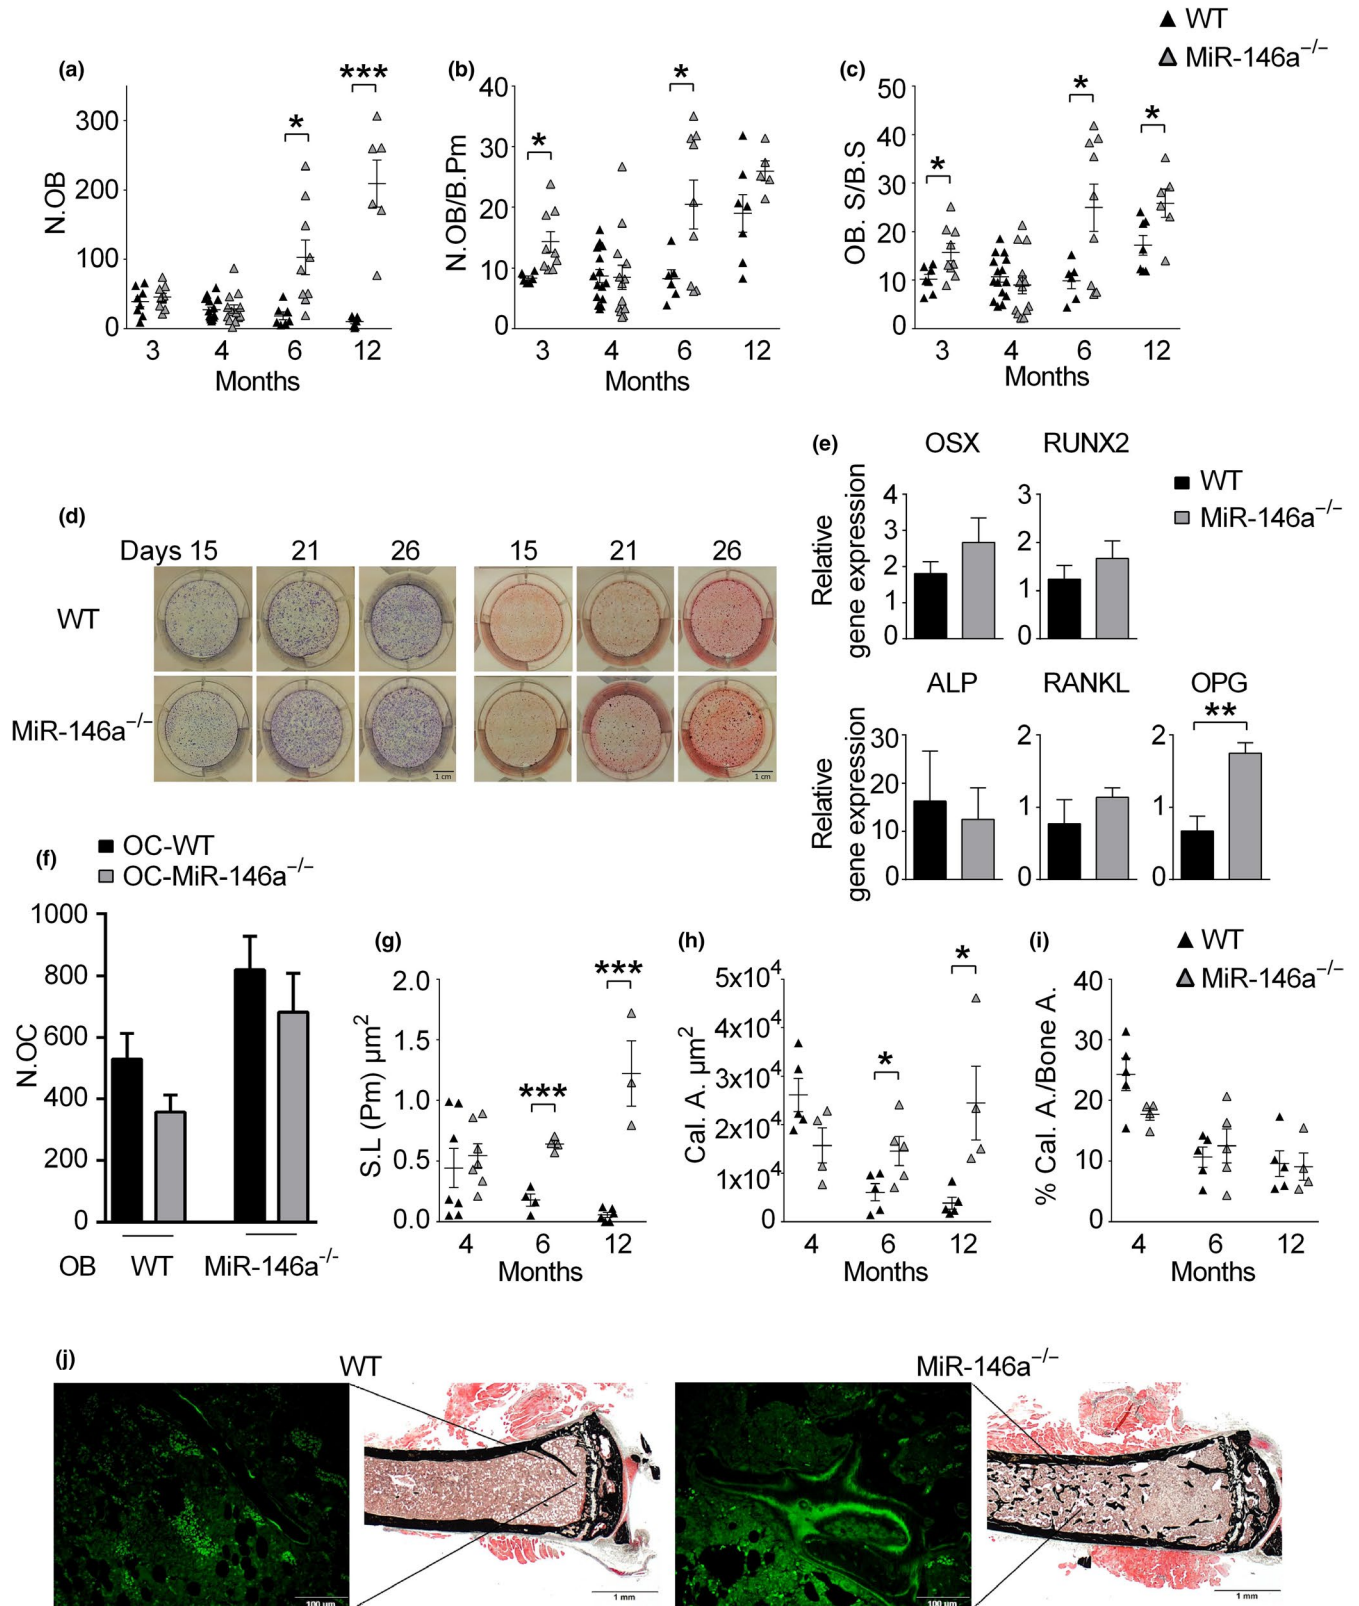 WT
MiR-146a−/−
(a)
N.OB
300
200
100
0
*
***
3 4 6 12
Months
(b)
N.OB/B.Pm
40
30
20
10
0
*
*
3 4 6 12
Months
(c)
OB. S/B.S
50
40
30
20
10
0
*
*
*
3 4 6 12
Months
(d)
Days 15 21 26 15 21 26
WT
MiR-146a−/−
1 cm
1 cm
(e)
OSX RUNX2
WT
MiR-146a−/−
Relative
gene expression
4
3
2
1
0
3
2
1
0
ALP RANKL OPG
**
Relative
gene expression
30
20
10
0
2
1
0
2
1
0
(f)
OC-WT
OC-MiR-146a−/−
N.OC
1000
800
600
400
200
0
OB WT MiR-146a−/−
(g)
S.L (Pm) µm2
2.0
1.5
1.0
0.5
0.0
***
***
4 6 12
Months
(h)
Cal. A. µm2
5x104
4x104
3x104
2x104
1x104
0
*
*
4 6 12
Months
(i)
WT
MiR-146a−/−
% Cal. A./Bone A.
40
30
20
10
0
4 6 12
Months
(j)
WT MiR-146a−/−
100 µm
1 mm
100 µm
1 mm